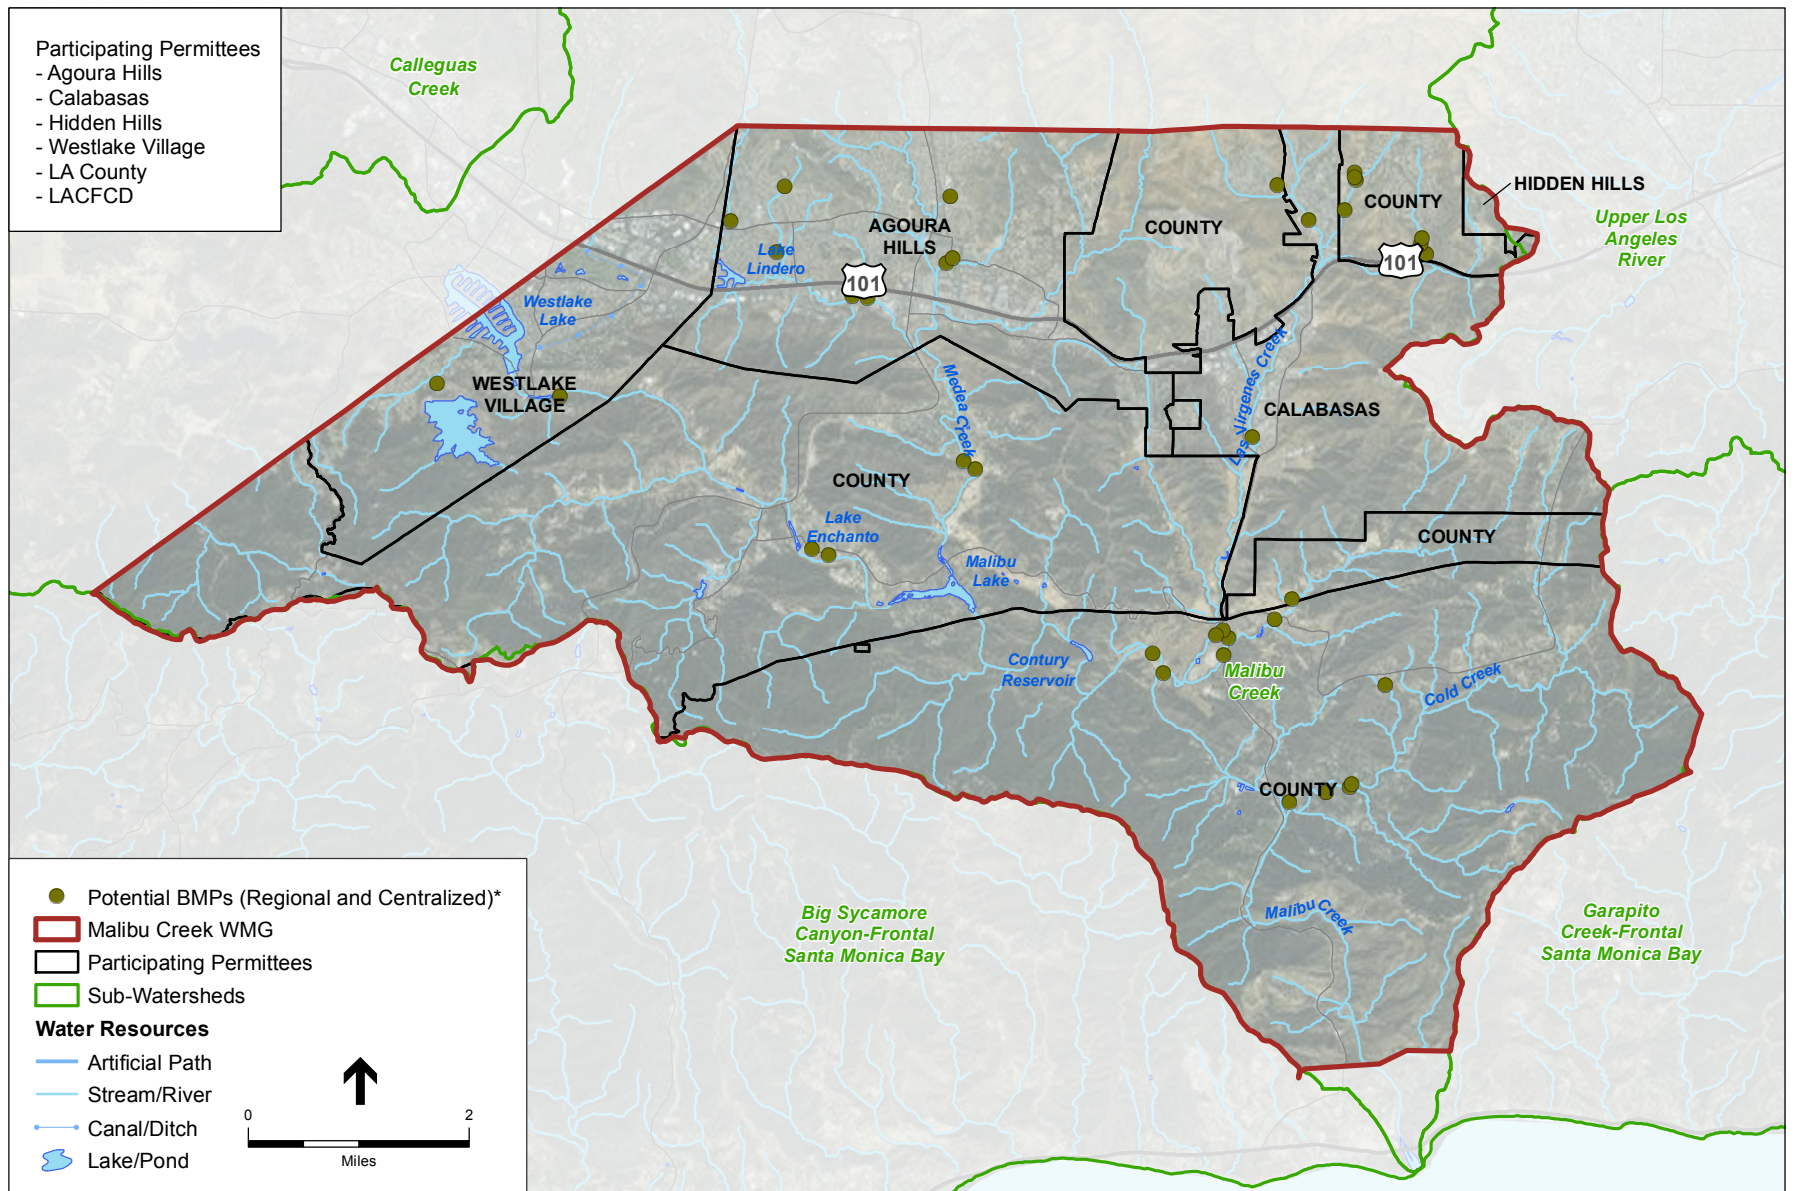 Participating Permittees
- Agoura Hills
- Calabasas
- Hidden Hills
- Westlake Village
- LA County
- LACFCD
Calleguas
Creek
HIDDEN HILLS
Upper Los
Angeles
River
COUNTY
COUNTY
AGOURA
HILLS
Lake
Lindero
101
101
Westlake
Lake
WESTLAKE
VILLAGE
Medea Creek
Las Virgenes Creek
CALABASAS
COUNTY
Lake
Enchanto
Malibu
Lake
COUNTY
Contury
Reservoir
Malibu
Creek
Cold Creek
COUNTY
Malibu Creek
Big Sycamore
Canyon-Frontal
Santa Monica Bay
Garapito
Creek-Frontal
Santa Monica Bay
Potential BMPs (Regional and Centralized)*
Malibu Creek WMG
Participating Permittees
Sub-Watersheds
Water Resources
Artificial Path
Stream/River
Canal/Ditch
Lake/Pond
0 2
Miles